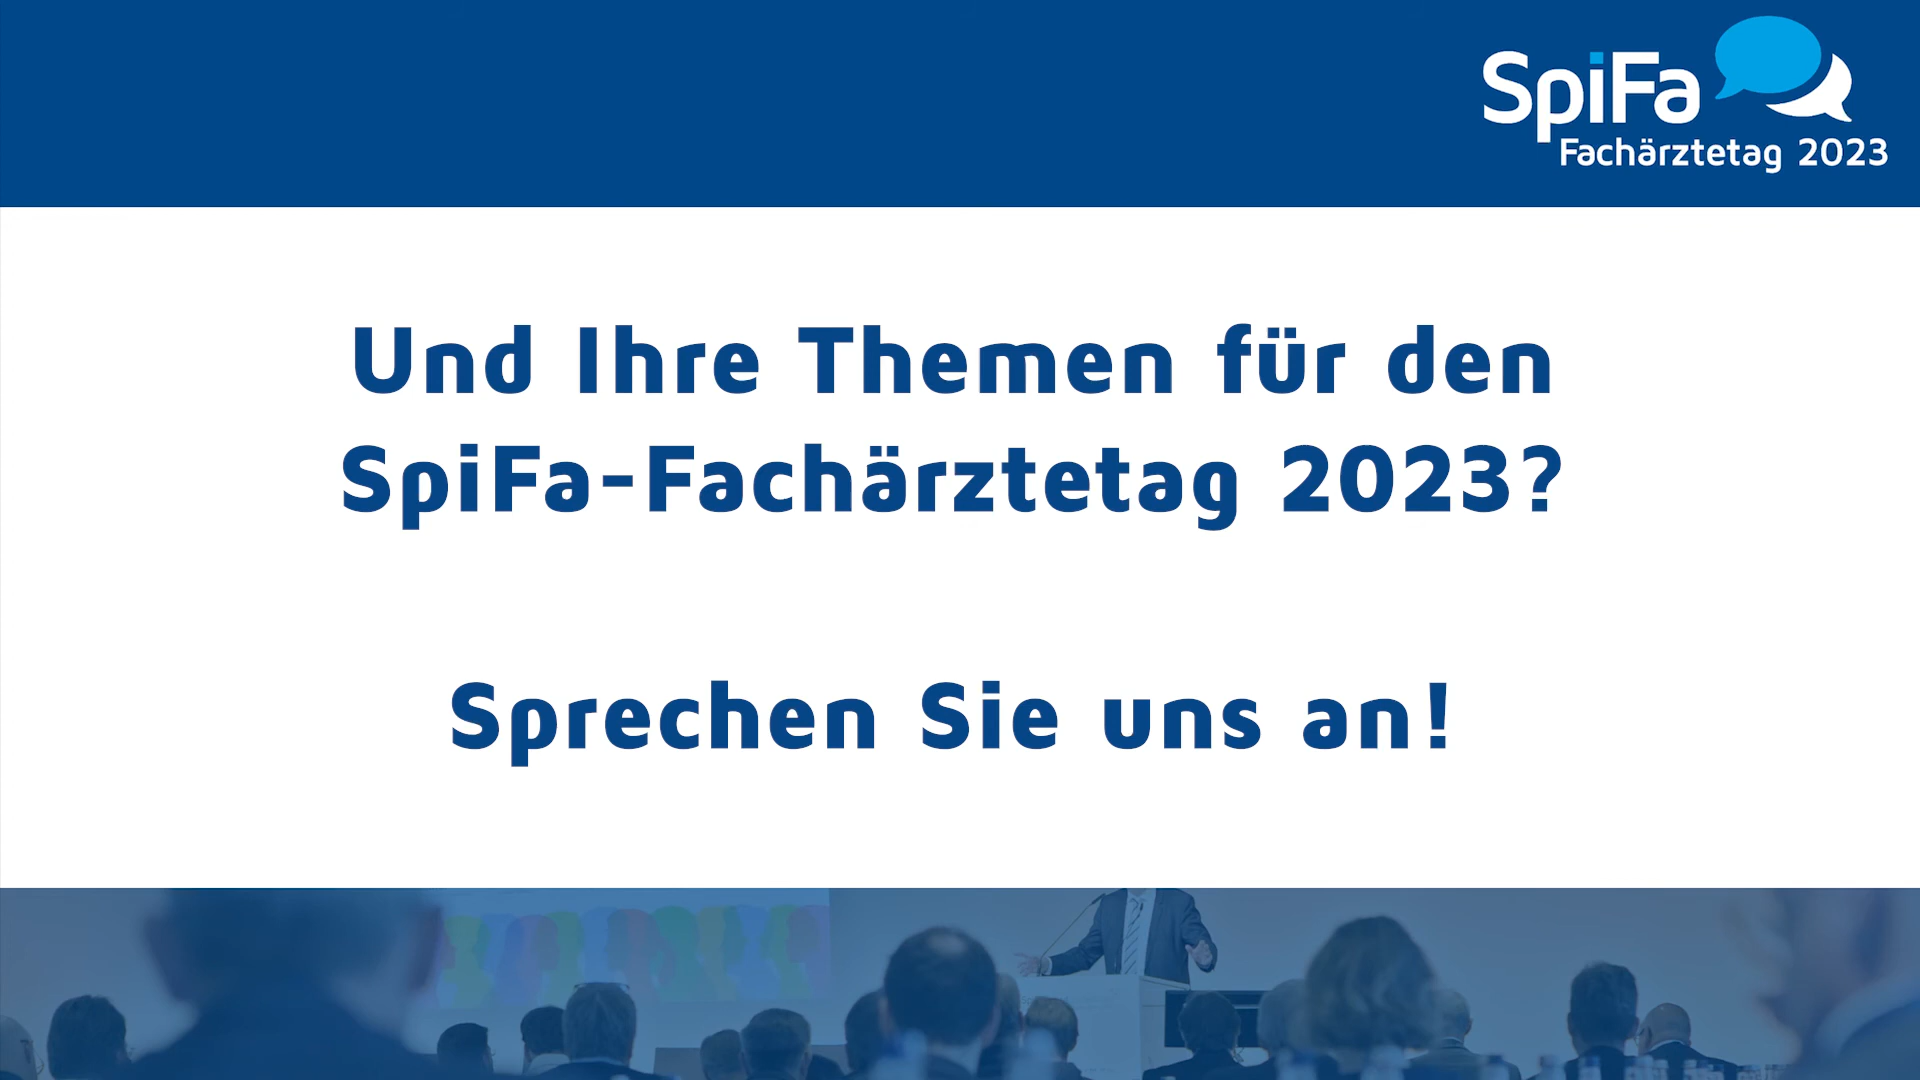 SpiFa
Fachärztetag 2023
Und Ihre Themen für den
SpiFa-Fachärztetag 2023?
Sprechen Sie uns an!